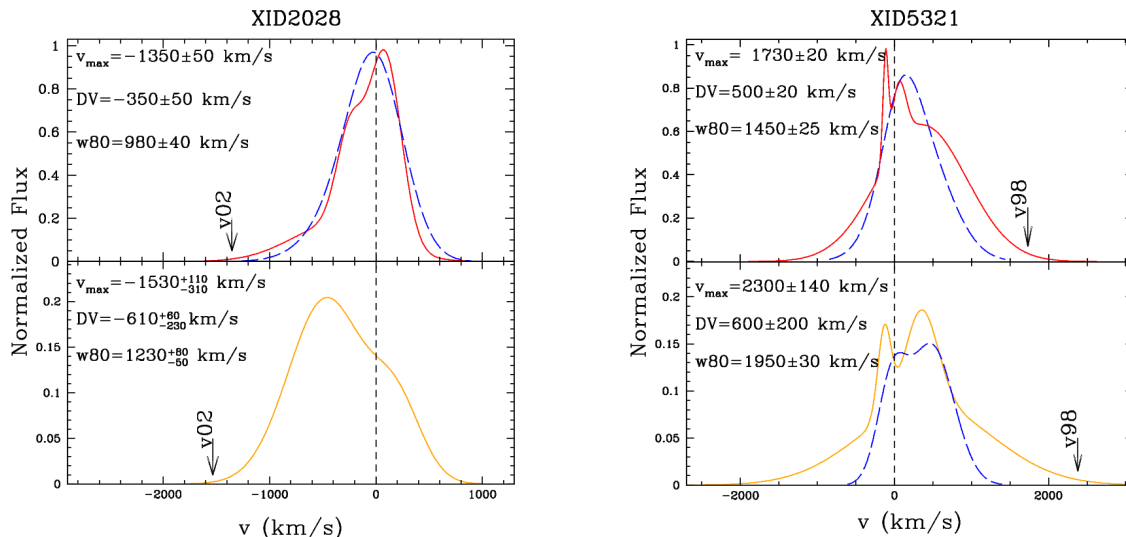 XID2028
v_max=−1350±50 km/s
DV=−350±50 km/s
w80=980±40 km/s
v02
1
0.8
0.6
0.4
0.2
0
v_max=−1530+110−310 km/s
DV=−610+60−230km/s
w80=1230+80−50 km/s
v02
0.2
0.15
0.1
0.05
0
−2000
−1000
0
1000
Normalized Flux
v (km/s)
XID5321
v_max= 1730±20 km/s
DV=500±20 km/s
w80=1450±25 km/s
v98
1
0.8
0.6
0.4
0.2
0
v_max=2300±140 km/s
DV=600±200 km/s
w80=1950±30 km/s
v98
0.2
0.15
0.1
0.05
0
−2000
0
2000
Normalized Flux
v (km/s)